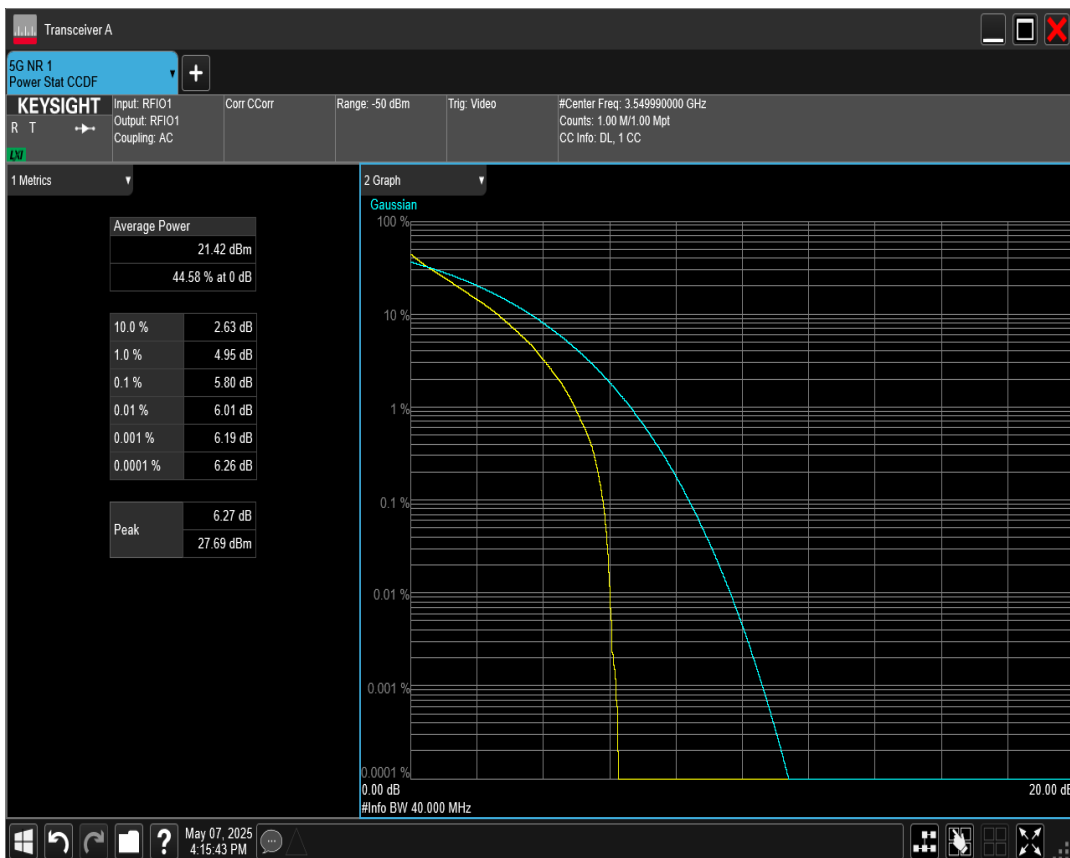 Transceiver A
5G NR 1
Power Stat CCDF
+
KEYSIGHT
R T
LXI
Input: RFIO1
Output: RFIO1
Coupling: AC
Corr CCorr
Range: -50 dBm
Trig: Video
#Center Freq: 3.549990000 GHz
Counts: 1.00 M/1.00 Mpt
CC Info: DL, 1 CC
1 Metrics
Average Power
21.42 dBm
44.58 % at 0 dB
10.0 % 2.63 dB
1.0 % 4.95 dB
0.1 % 5.80 dB
0.01 % 6.01 dB
0.001 % 6.19 dB
0.0001 % 6.26 dB
Peak
6.27 dB
27.69 dBm
2 Graph
Gaussian
100 %
10 %
1 %
0.1 %
0.01 %
0.001 %
0.0001 %
0.00 dB 20.00 dB
#Info BW 40.000 MHz
?
May 07, 2025
4:15:43 PM